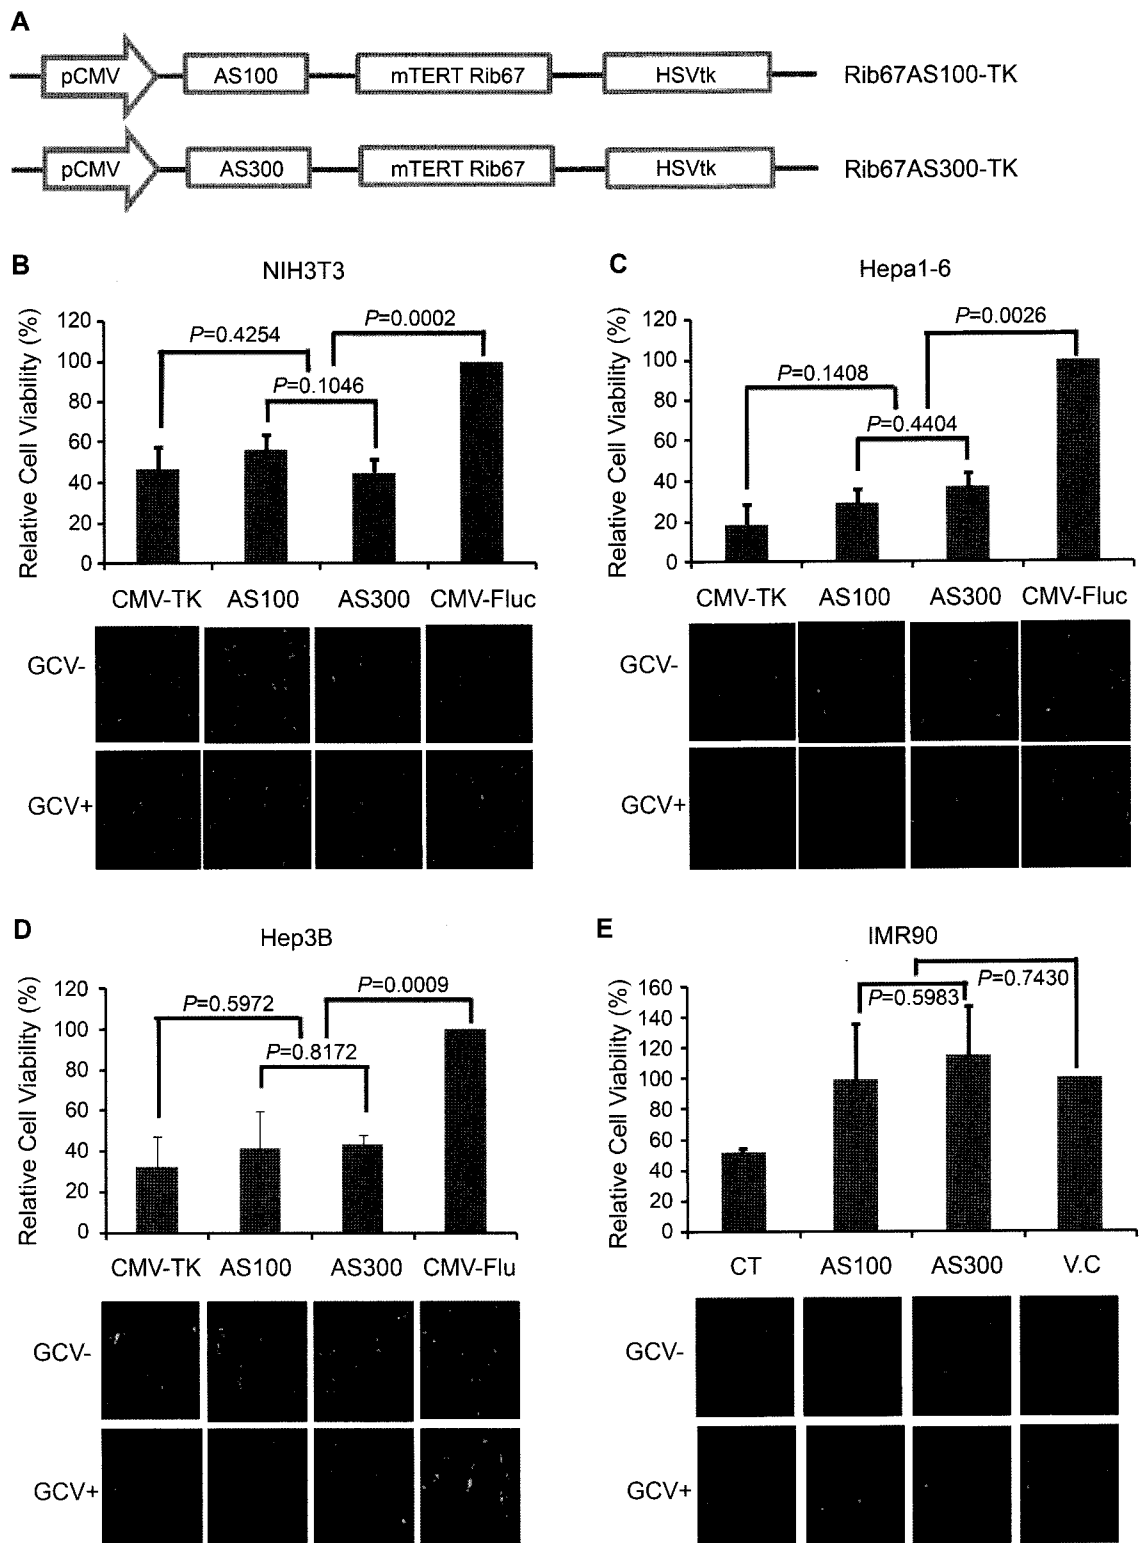 A
pCMV AS100 mTERT Rib67 HSVtk Rib67AS100-TK
pCMV AS300 mTERT Rib67 HSVtk Rib67AS300-TK
B
NIH3T3
Relative Cell Viability (%)
120
100
80
60
40
20
0
P=0.4254
P=0.0002
P=0.1046
CMV-TK AS100 AS300 CMV-Fluc
GCV-
GCV+
C
Hepa1-6
Relative Cell Viability (%)
120
100
80
60
40
20
0
P=0.1408
P=0.0026
P=0.4404
CMV-TK AS100 AS300 CMV-Fluc
GCV-
GCV+
D
Hep3B
Relative Cell Viability (%)
120
100
80
60
40
20
0
P=0.5972
P=0.0009
P=0.8172
CMV-TK AS100 AS300 CMV-Flu
GCV-
GCV+
E
IMR90
Relative Cell Viability (%)
160
140
120
100
80
60
40
20
0
P=0.7430
P=0.5983
CT AS100 AS300 V.C
GCV-
GCV+